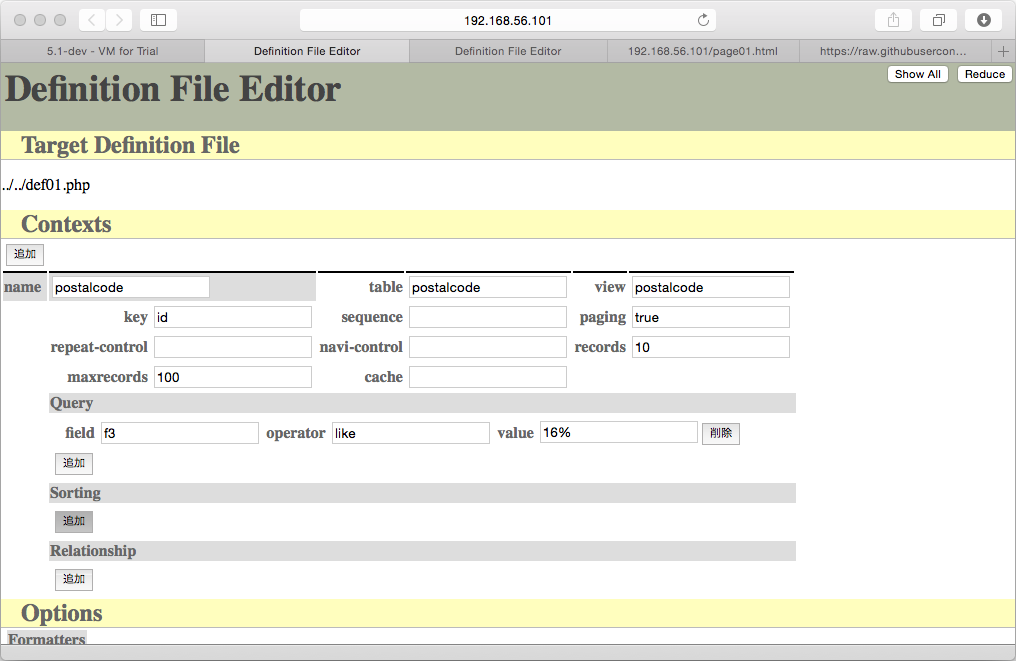 192.168.56.101
5.1-dev - VM for Trial Definition File Editor Definition File Editor 192.168.56.101/page01.html https://raw.githubusercon...
Definition File Editor Show All Reduce
Target Definition File
../../def01.php
Contexts
追加
name postalcode table postalcode view postalcode
key id sequence paging true
repeat-control navi-control records 10
maxrecords 100 cache
Query
field f3 operator like value 16% 削除
追加
Sorting
追加
Relationship
追加
Options
Formatters